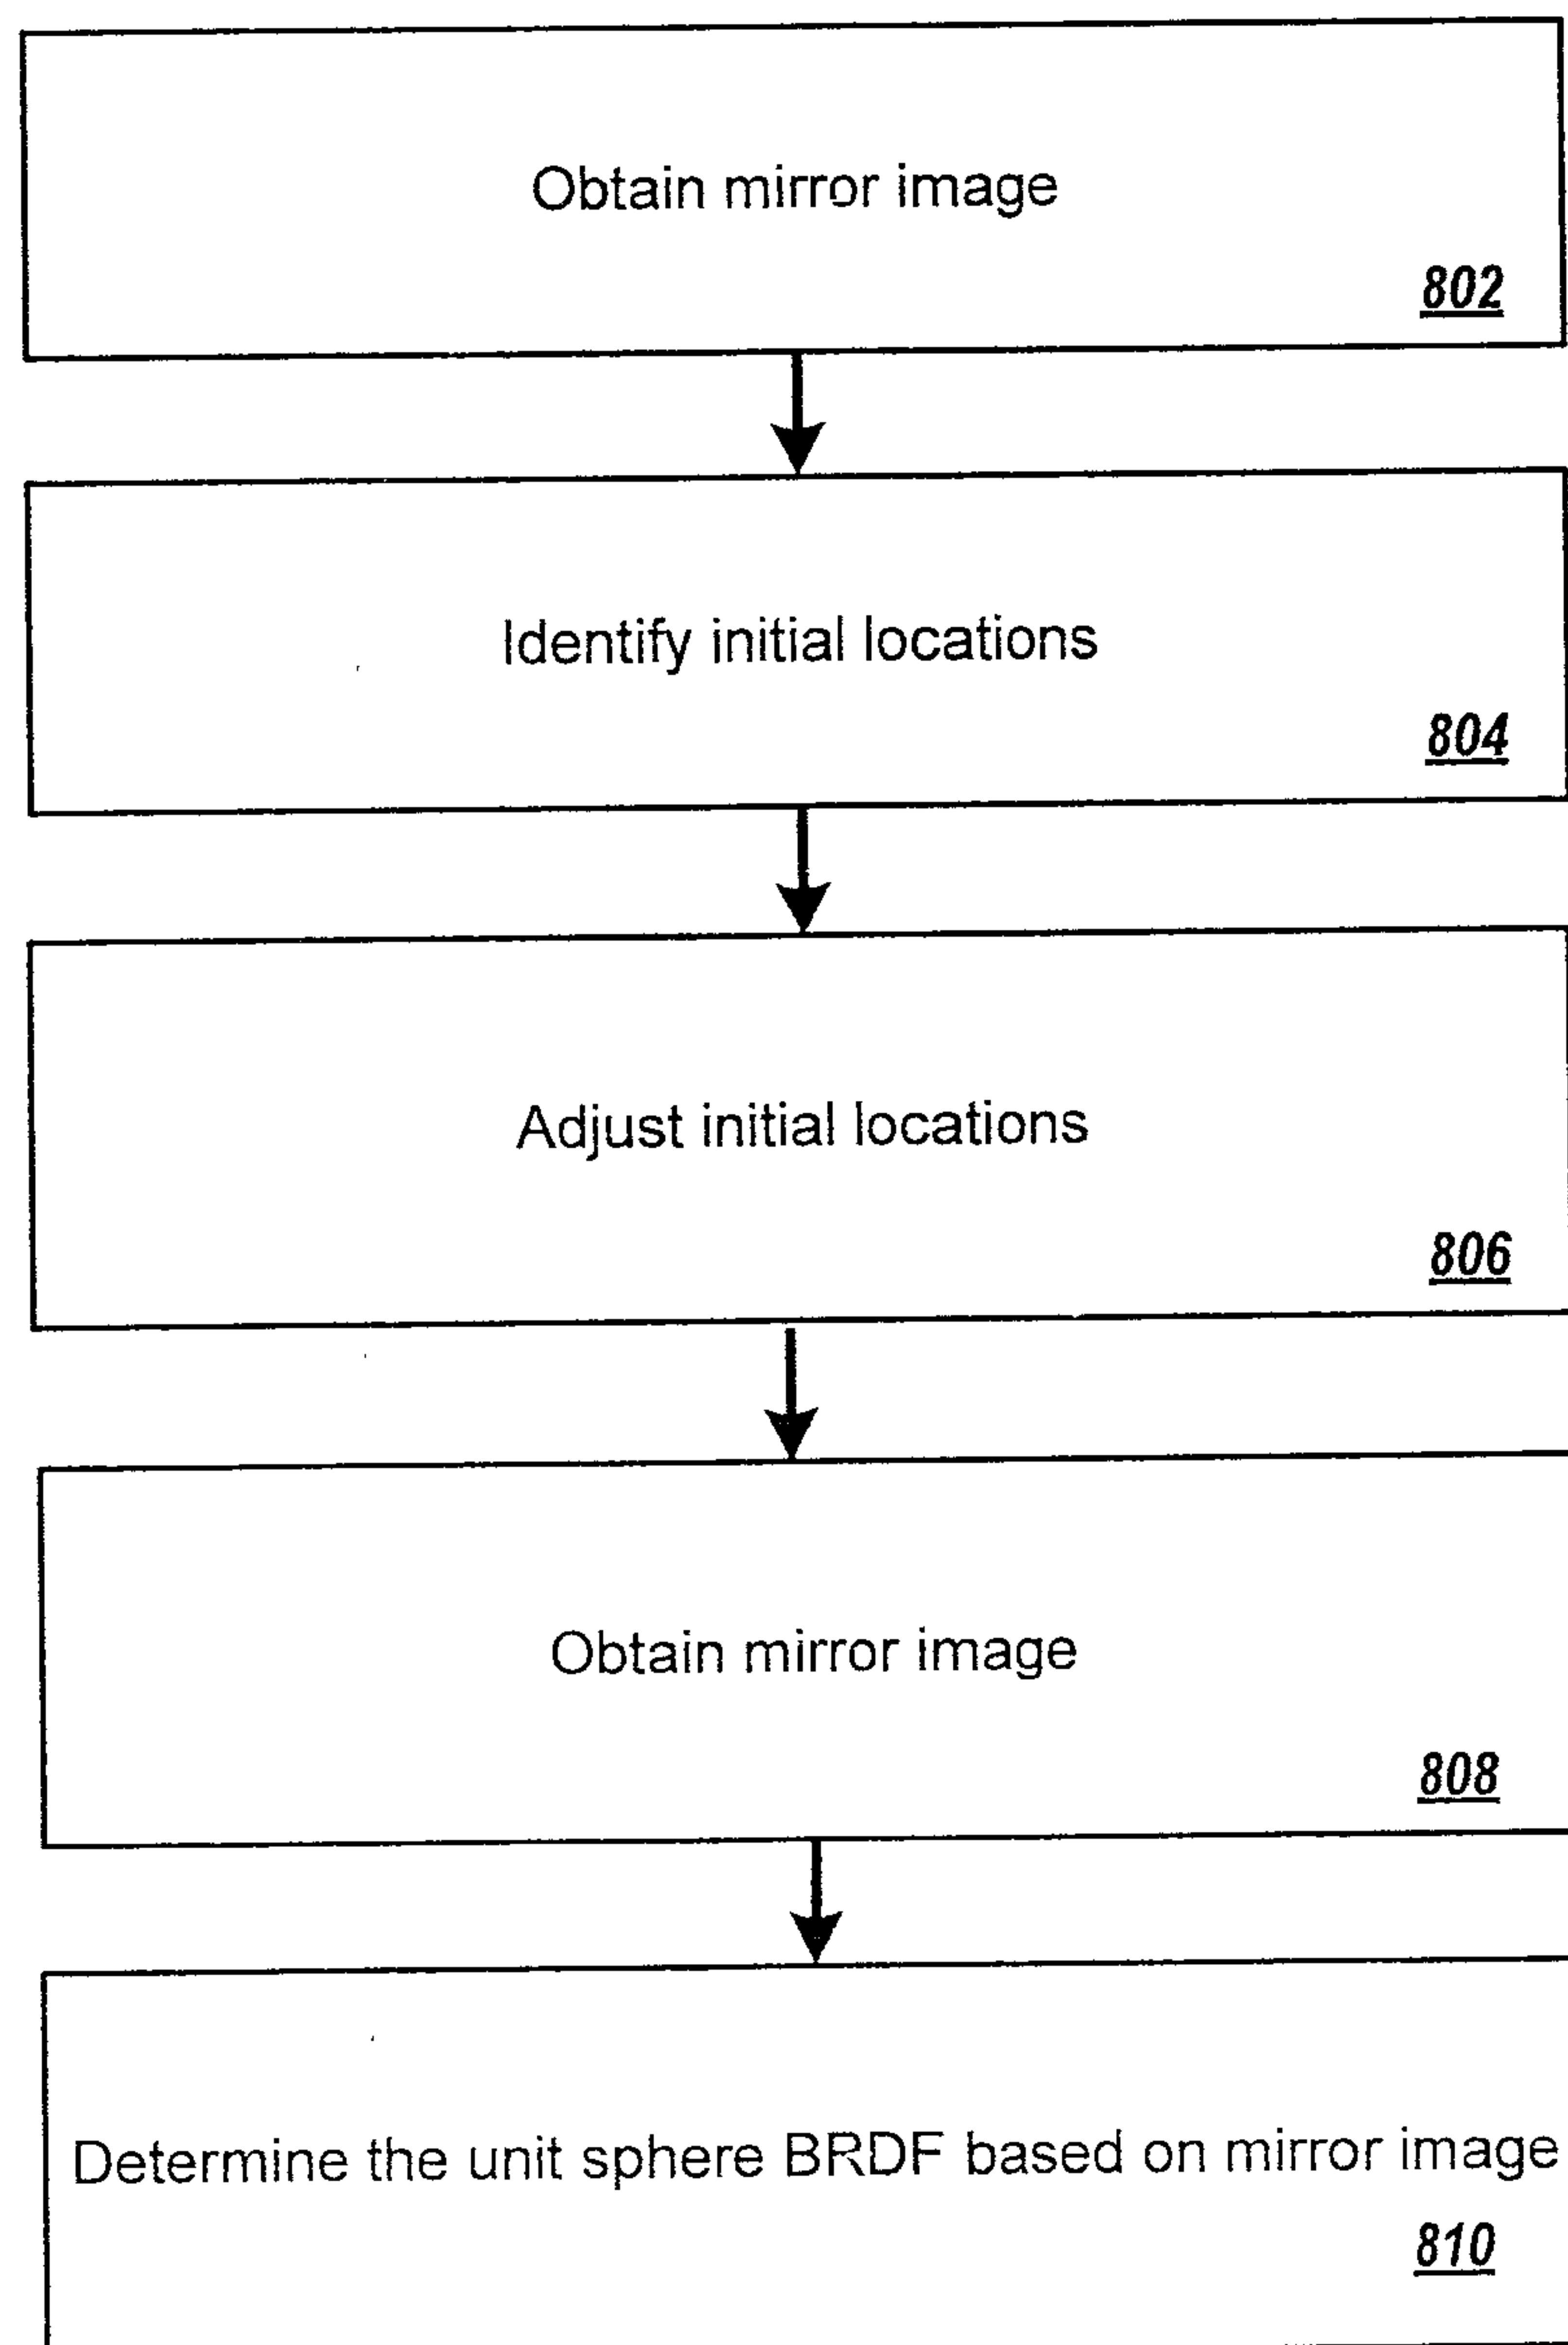 Obtain mirror image
802
Identify initial locations
804
Adjust initial locations
806
Obtain mirror image
808
Determine the unit sphere BRDF based on mirror image
810